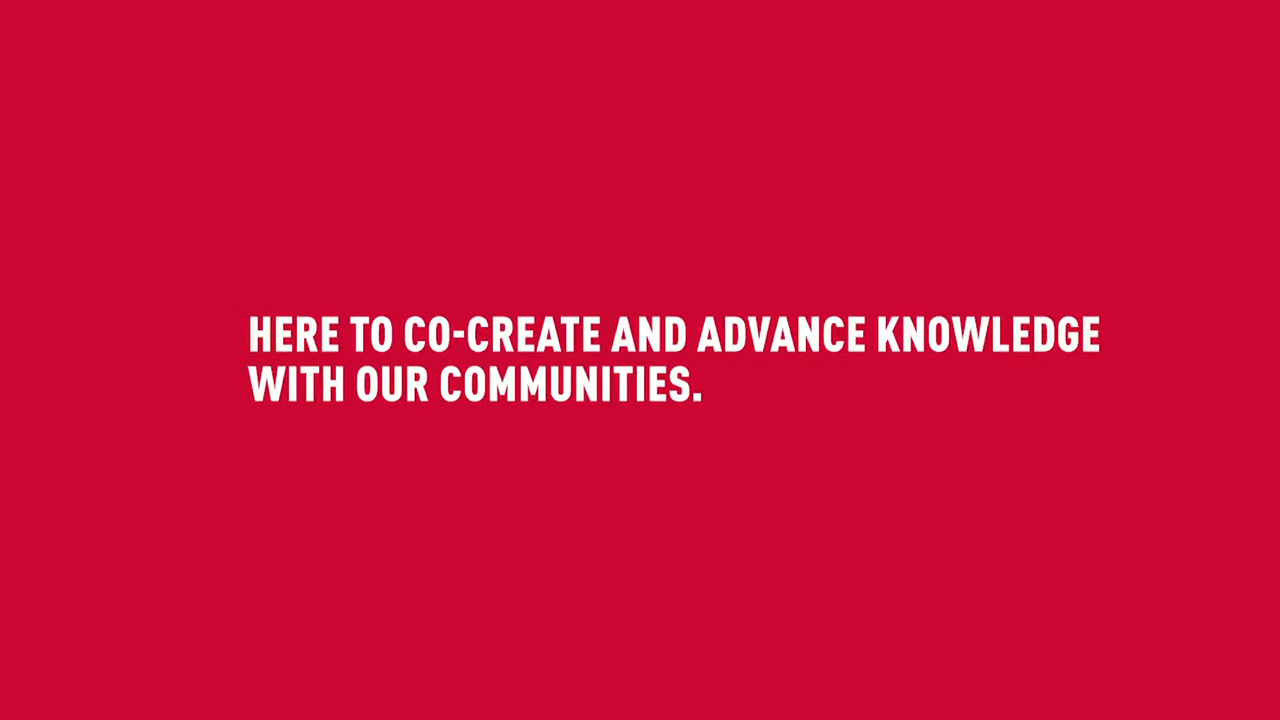 HERE TO CO-CREATE AND ADVANCE KNOWLEDGE
WITH OUR COMMUNITIES.